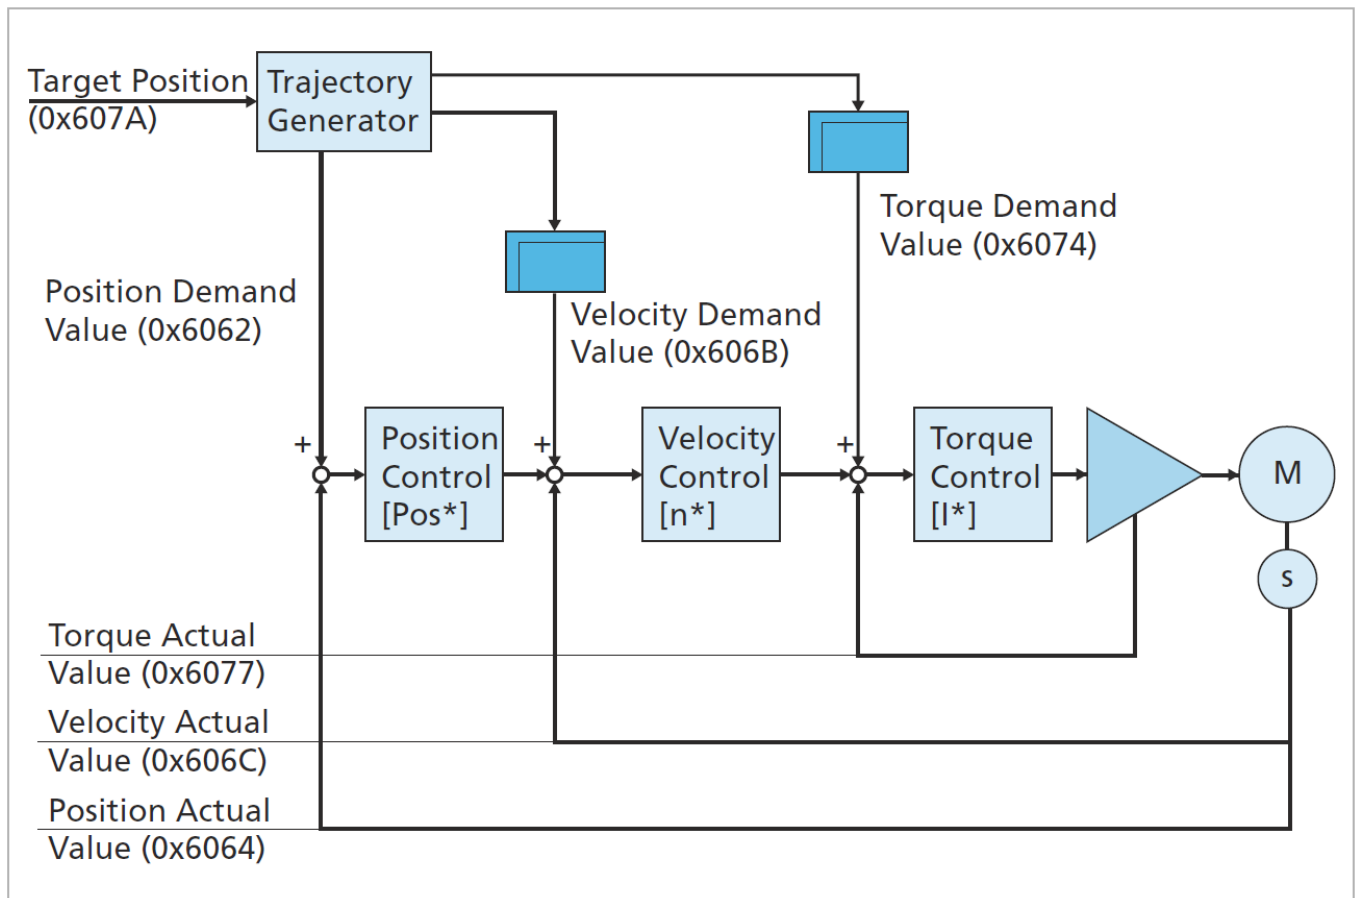 Target Position
(0x607A)
Trajectory
Generator
Torque Demand
Value (0x6074)
Position Demand
Value (0x6062)
Velocity Demand
Value (0x606B)
+
Position
Control
[Pos*]
+
Velocity
Control
[n*]
+
Torque
Control
[I*]
M
s
Torque Actual
Value (0x6077)
Velocity Actual
Value (0x606C)
Position Actual
Value (0x6064)